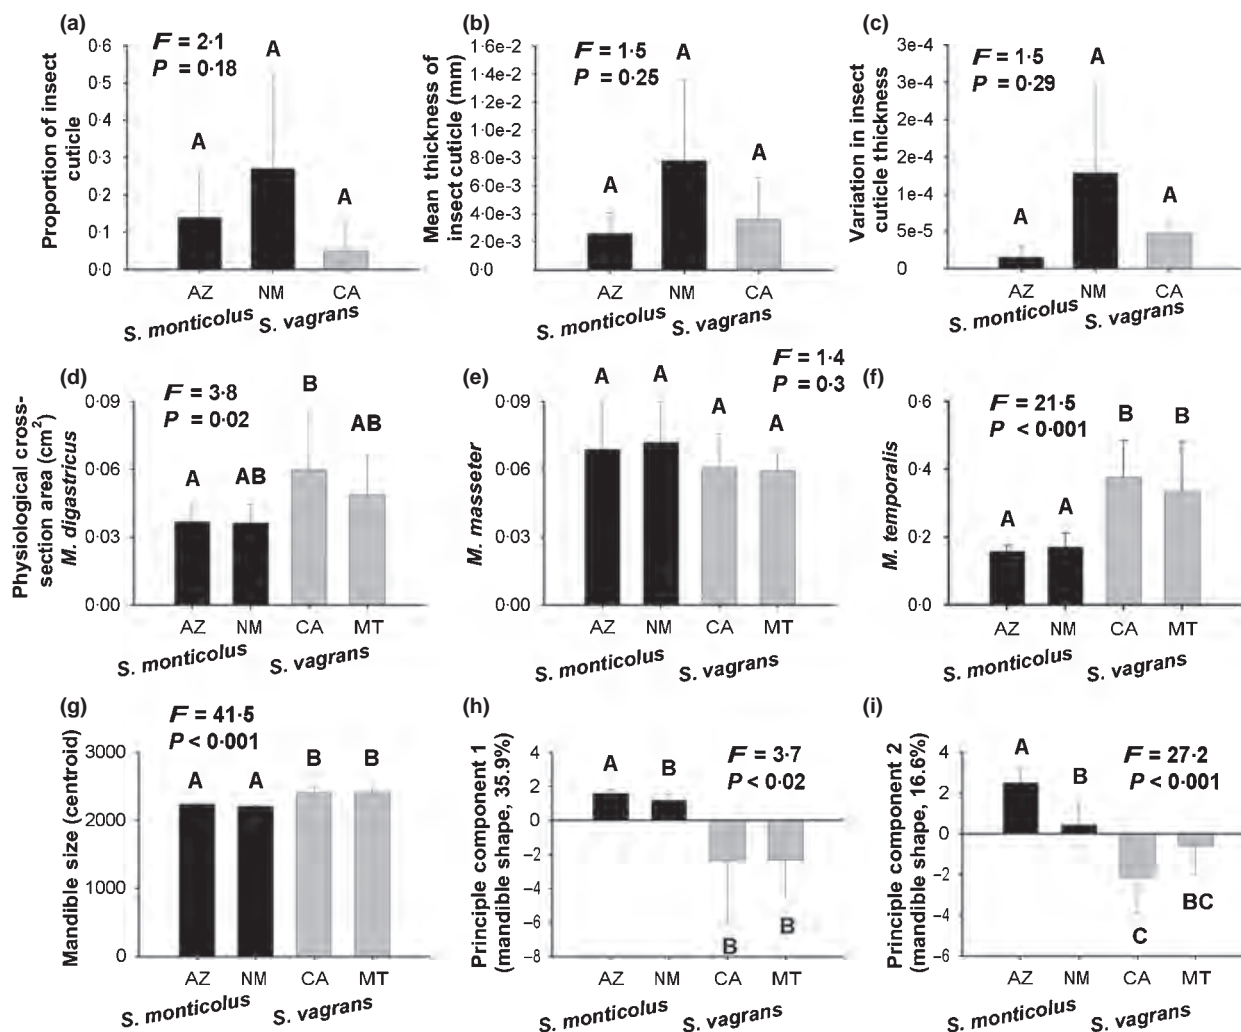 (a)
F = 2·1
P = 0·18
Proportion of insect
cuticle
0·6
0·5
0·4
0·3
0·2
0·1
0·0
A
A
A
AZ NM CA
S. monticolus S. vagrans
(b)
F = 1·5
P = 0·25
Mean thickness of
insect cuticle (mm)
1·6e-2
1·4e-2
1·2e-2
1·0e-2
8·0e-3
6·0e-3
4·0e-3
2·0e-3
0·0
A
A
A
AZ NM CA
S. monticolus S. vagrans
(c)
F = 1·5
P = 0·29
Variation in insect
cuticle thickness
3e-4
3e-4
2e-4
2e-4
1e-4
5e-5
0
A
A
A
AZ NM CA
S. monticolus S. vagrans
(d)
F = 3·8
P = 0·02
Physiological cross-
section area (cm²)
M. digastricus
0·09
0·06
0·03
0·00
A AB B AB
AZ NM CA MT
S. monticolus S. vagrans
(e)
F = 1·4
P = 0·3
M. masseter
0·09
0·06
0·03
0·00
A A A A
AZ NM CA MT
S. monticolus S. vagrans
(f)
F = 21·5
P < 0·001
M. temporalis
0·6
0·4
0·2
0·0
A A B B
AZ NM CA MT
S. monticolus S. vagrans
(g)
F = 41·5
P < 0·001
Mandible size (centroid)
3000
2000
1000
0
A A B B
AZ NM CA MT
S. monticolus S. vagrans
(h)
F = 3·7
P < 0·02
Principle component 1
(mandible shape, 35.9%)
4
2
0
−2
−4
−6
−8
A B B B
AZ NM CA MT
S. monticolus S. vagrans
(i)
F = 27·2
P < 0·001
Principle component 2
(mandible shape, 16.6%)
4
2
0
−2
−4
−6
A B C BC
AZ NM CA MT
S. monticolus S. vagrans